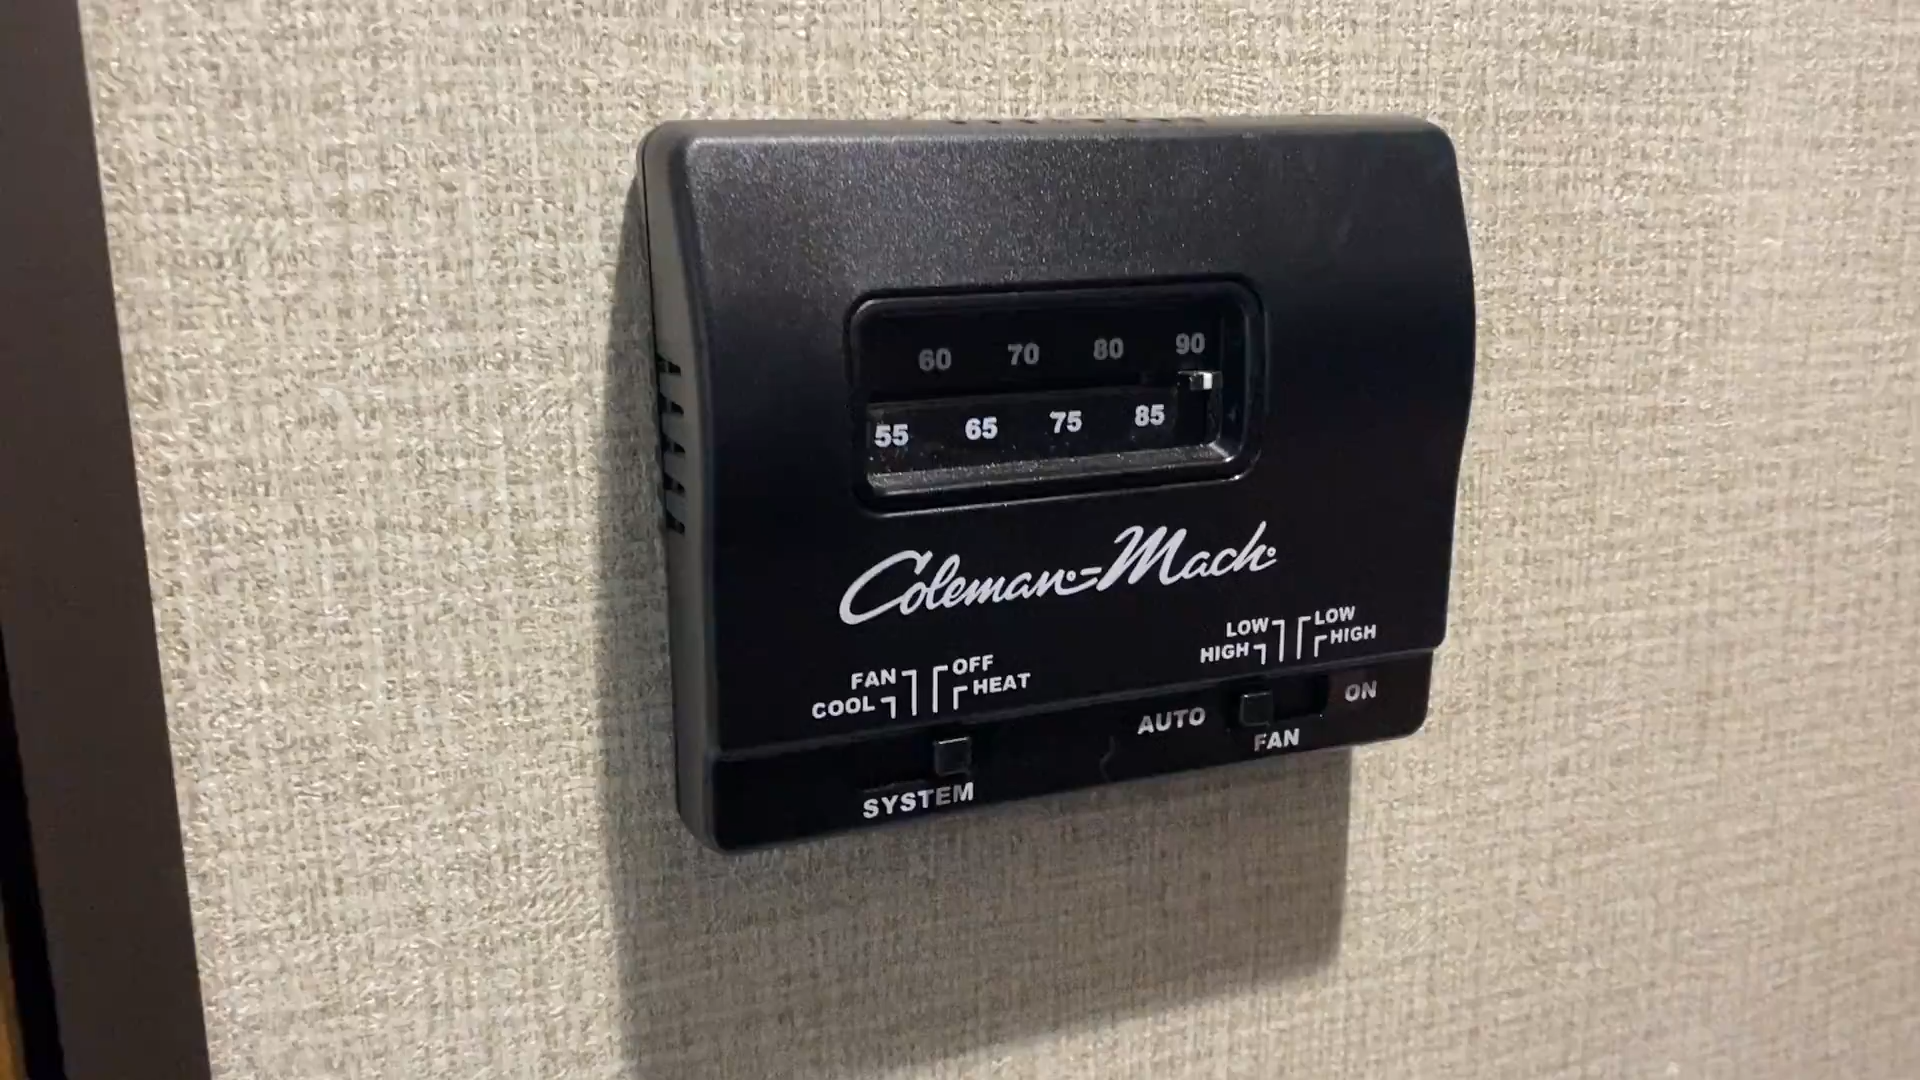 60 70 80 90
55 65 75 85
Coleman-Mach
LOW LOW
HIGH HIGH
FAN OFF
COOL HEAT
AUTO ON
FAN
SYSTEM